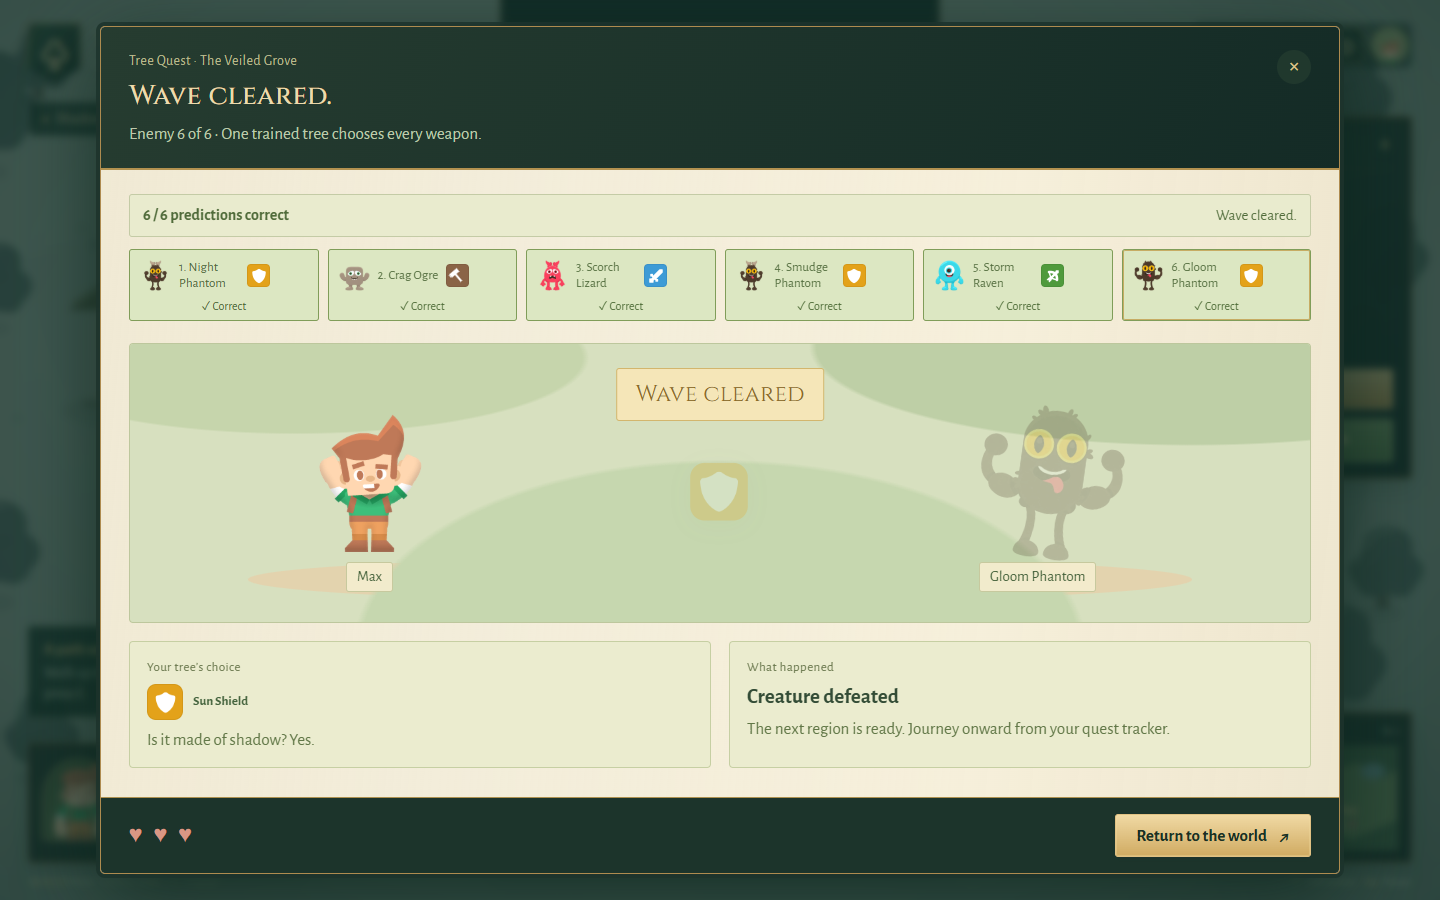 Tree Quest · The Veiled Grove
Wave cleared.
Enemy 6 of 6 · One trained tree chooses every weapon.
6 / 6 predictions correct
Wave cleared.
1. Night Phantom
✓ Correct
2. Crag Ogre
✓ Correct
3. Scorch Lizard
✓ Correct
4. Smudge Phantom
✓ Correct
5. Storm Raven
✓ Correct
6. Gloom Phantom
✓ Correct
Wave cleared
Max
Gloom Phantom
Your tree's choice
Sun Shield
Is it made of shadow? Yes.
What happened
Creature defeated
The next region is ready. Journey onward from your quest tracker.
Return to the world